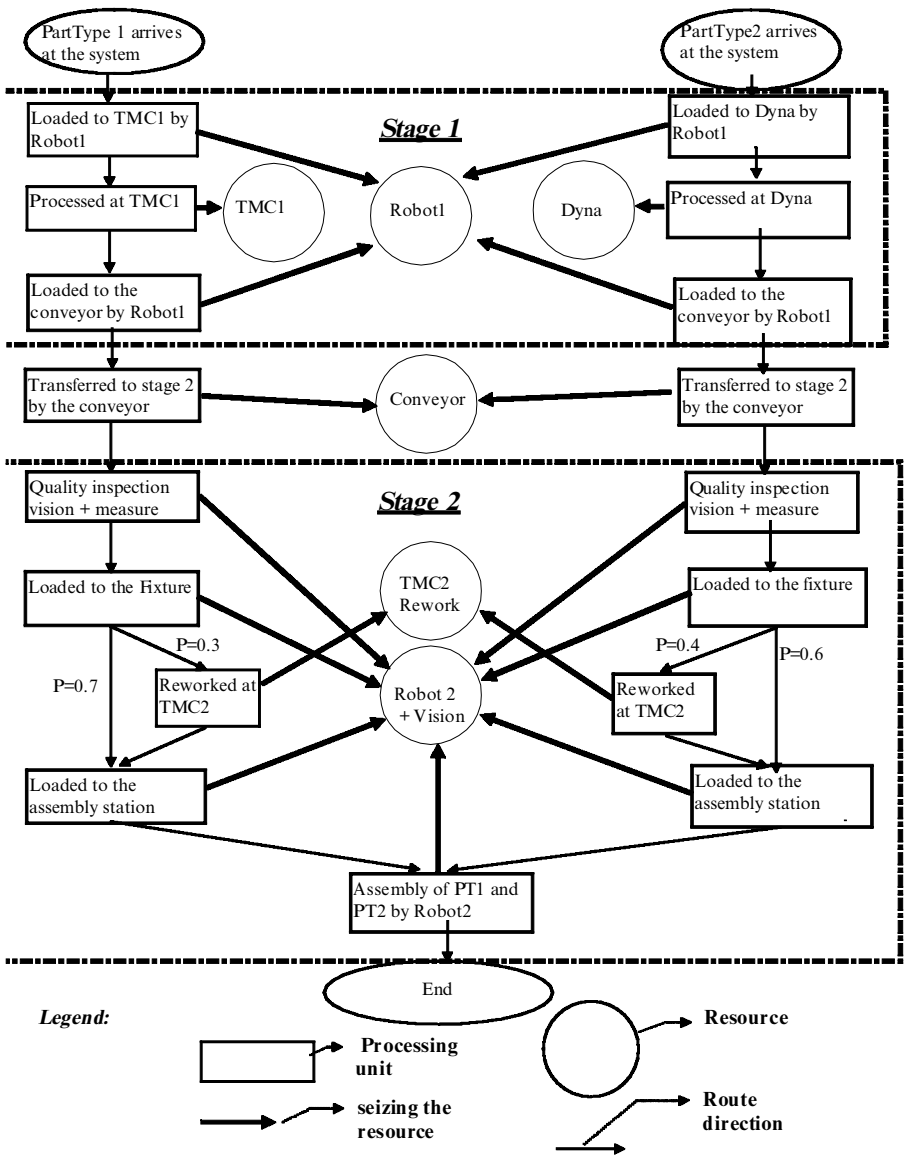 PartType 1 arrives
at the system
PartType2 arrives
at the system
Loaded to TMC1 by
Robot1
Stage 1
Loaded to Dyna by
Robot1
Processed at TMC1
TMC1
Robot1
Dyna
Processed at Dyna
Loaded to the
conveyor by Robot1
Loaded to the
conveyor by Robot1
Transferred to stage 2
by the conveyor
Conveyor
Transferred to stage 2
by the conveyor
Quality inspection
vision + measure
Stage 2
Quality inspection
vision + measure
Loaded to the Fixture
TMC2
Rework
Loaded to the fixture
P=0.3
P=0.7
P=0.4
P=0.6
Reworked at
TMC2
Robot 2
+ Vision
Reworked
at TMC2
Loaded to the
assembly station
Loaded to the
assembly station
Assembly of PT1 and
PT2 by Robot2
End
Legend:
Processing
unit
Resource
seizing the
resource
Route
direction